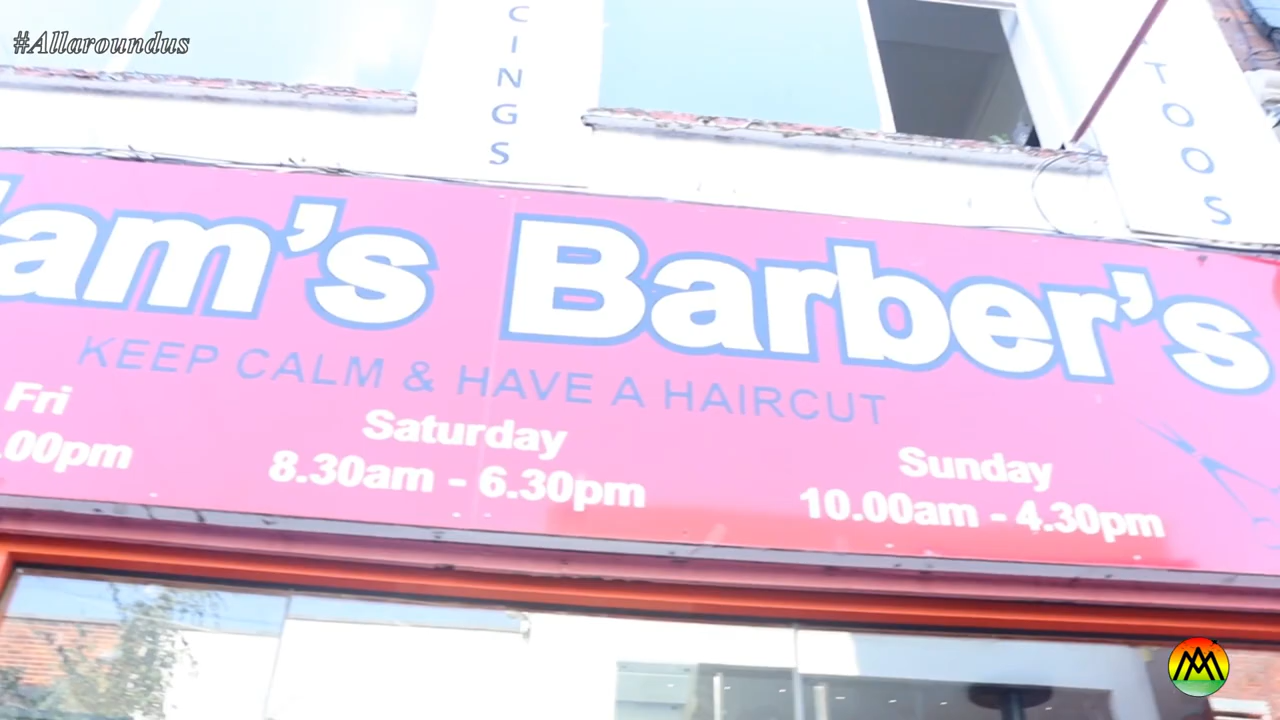 #Allaroundus
CINGS
TOOS
am's Barber's
KEEP CALM & HAVE A HAIRCUT
Fri
.00pm
Saturday
8.30am - 6.30pm
Sunday
10.00am - 4.30pm